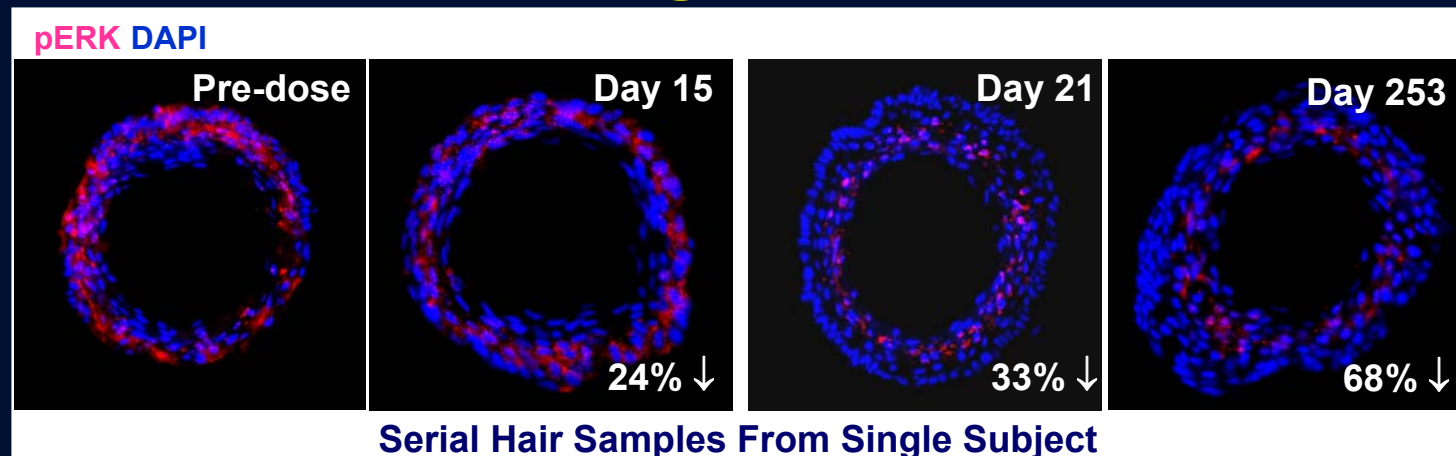 pERK DAPI
Pre-dose
Day 15
24% ↓
Day 21
33% ↓
Day 253
68% ↓
Serial Hair Samples From Single Subject